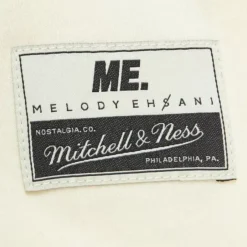 ME.
MELODY EHSANI
NOSTALGIA, CO.
Mitchell & Ness
PHILADELPHIA, PA.